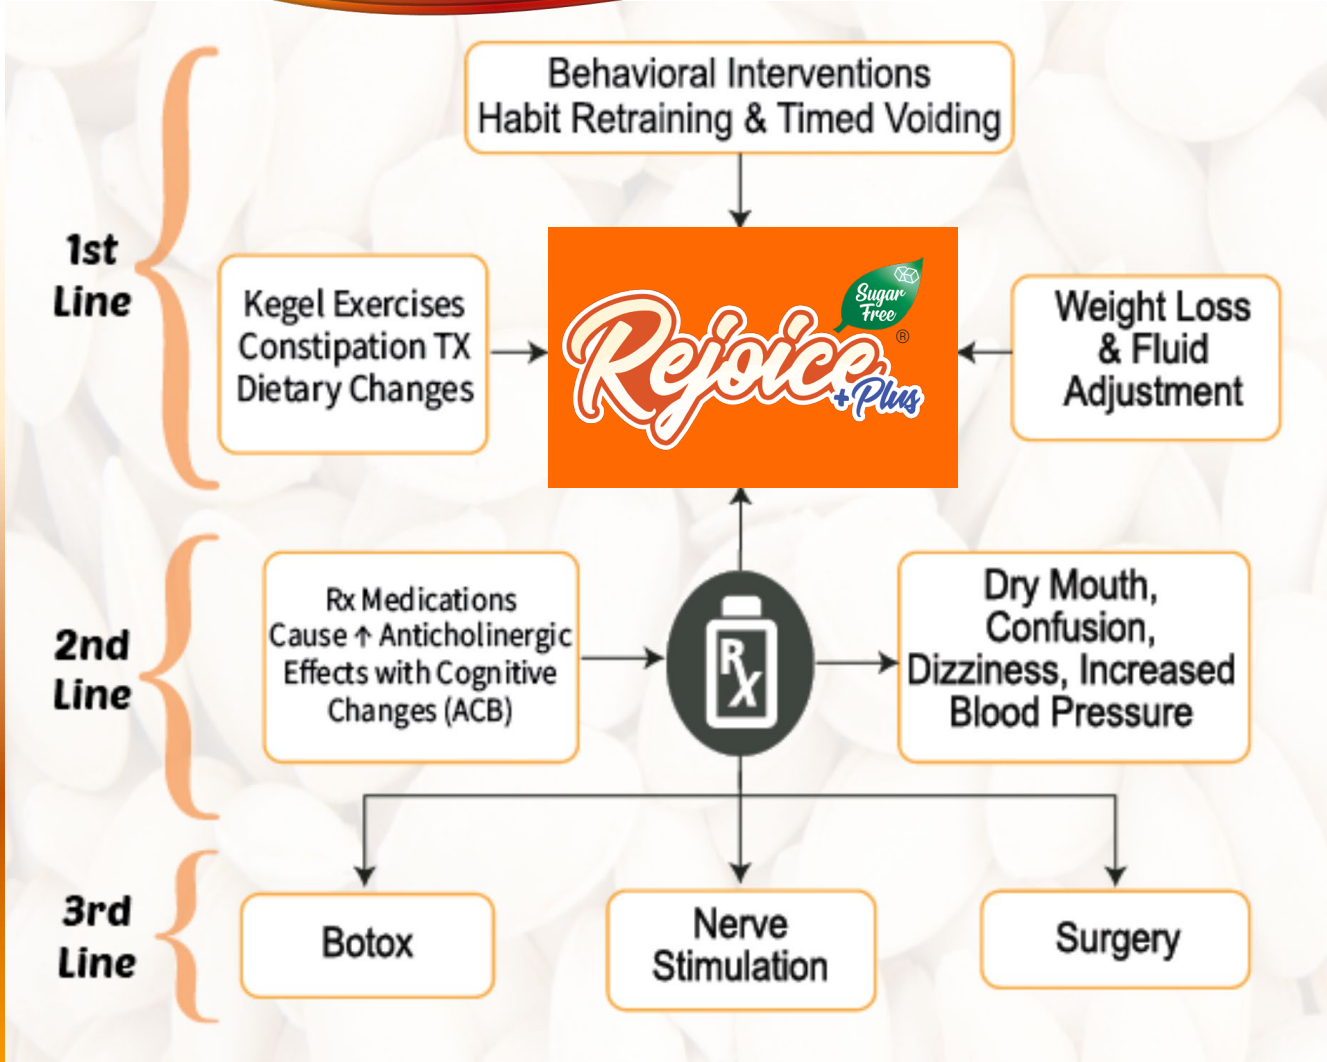 Behavioral Interventions
Habit Retraining & Timed Voiding
1st
Line
Kegel Exercises
Constipation TX
Dietary Changes
Sugar
Free
®
Rejoice
+Plus
Weight Loss
& Fluid
Adjustment
2nd
Line
Rx Medications
Cause ↑ Anticholinergic
Effects with Cognitive
Changes (ACB)
RX
Dry Mouth,
Confusion,
Dizziness, Increased
Blood Pressure
3rd
Line
Botox
Nerve
Stimulation
Surgery